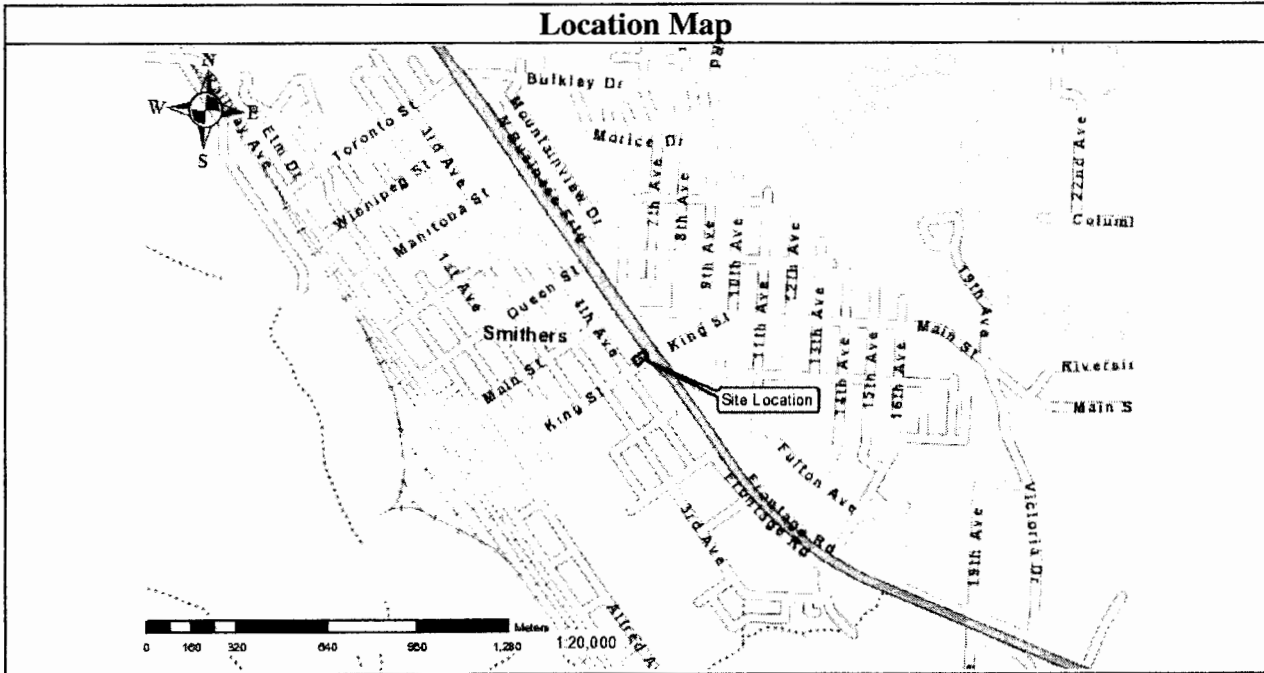 Location Map
N
W
E
S
Bulkley Dr
Railway Ave
Elm Dr
Toronto St
3rd Ave
Mountainview Dr
N Business Frtg
Morice Dr
22nd Ave
Winnipeg St
Manitoba St
7th Ave
8th Ave
9th Ave
10th Ave
11th Ave
12th Ave
13th Ave
Columl
1st Ave
Queen St
4th Ave
Smithers
King St
19th Ave
Main St
14th Ave
15th Ave
16th Ave
Main St
King St
Site Location
Main S
Fulton Ave
Frontage Rd
Frontage Rd
3rd Ave
Victoria Dr
Alfred A
Meters
0 160 320 640 960 1,280
1:20,000